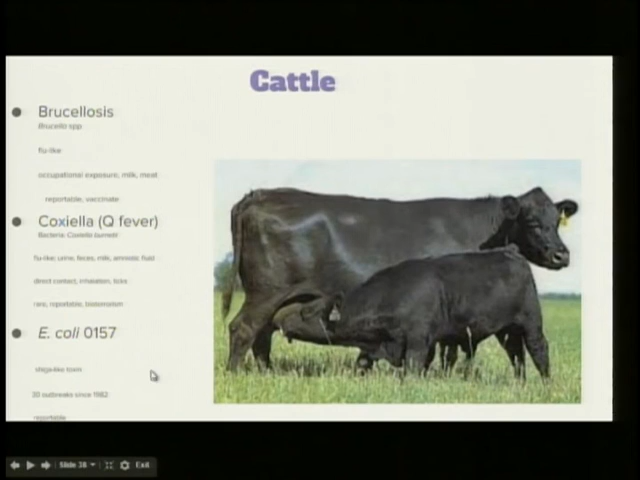 Cattle
Brucellosis
Brucella spp
flu-like
occupational exposure, milk, meat
reportable, vaccinate
Coxiella (Q fever)
Bacteria: Coxiella burnetii
flu-like; urine, feces, milk, amniotic fluid
direct contact, inhalation, ticks
rare, reportable, bioterrorism
E. coli 0157
shiga-like toxin
30 outbreaks since 1982
reportable
Slide 38
Exit